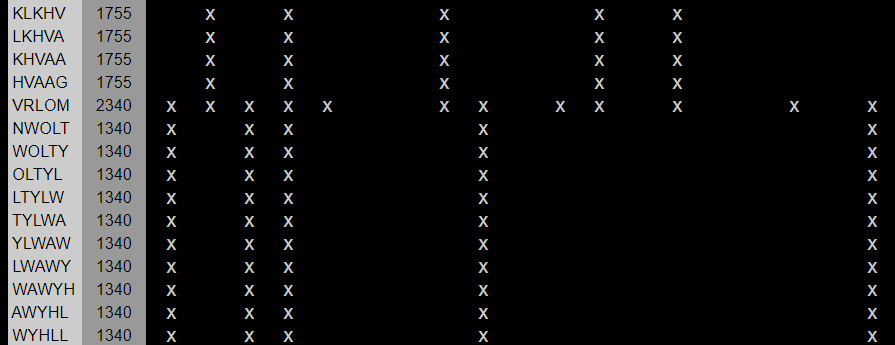 KLKHV 1755 X X X X X
LKHVA 1755 X X X X X
KHVAA 1755 X X X X X
HVAAG 1755 X X X X X
VRLOM 2340 X X X X X X X X X X X X
NWOLT 1340 X X X X X
WOLTY 1340 X X X X X
OLTYL 1340 X X X X X
LTYLW 1340 X X X X X
TYLWA 1340 X X X X X
YLWAW 1340 X X X X X
LWAWY 1340 X X X X X
WAWYH 1340 X X X X X
AWYHL 1340 X X X X X
WYHLL 1340 X X X X X